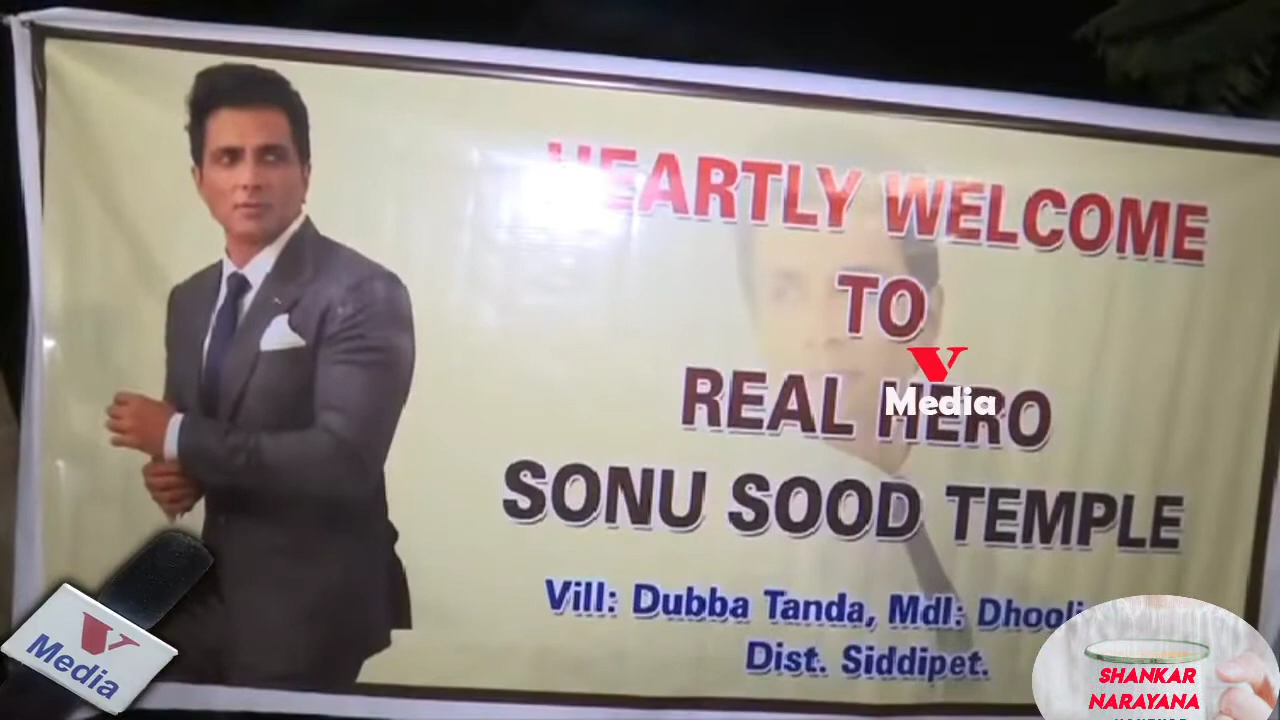 HEARTLY WELCOME
TO
REAL HERO
SONU SOOD TEMPLE
Vill: Dubba Tanda, Mdl:
Dist. Siddipet.
V
Media
V
Media
SHANKAR
NARAYANA